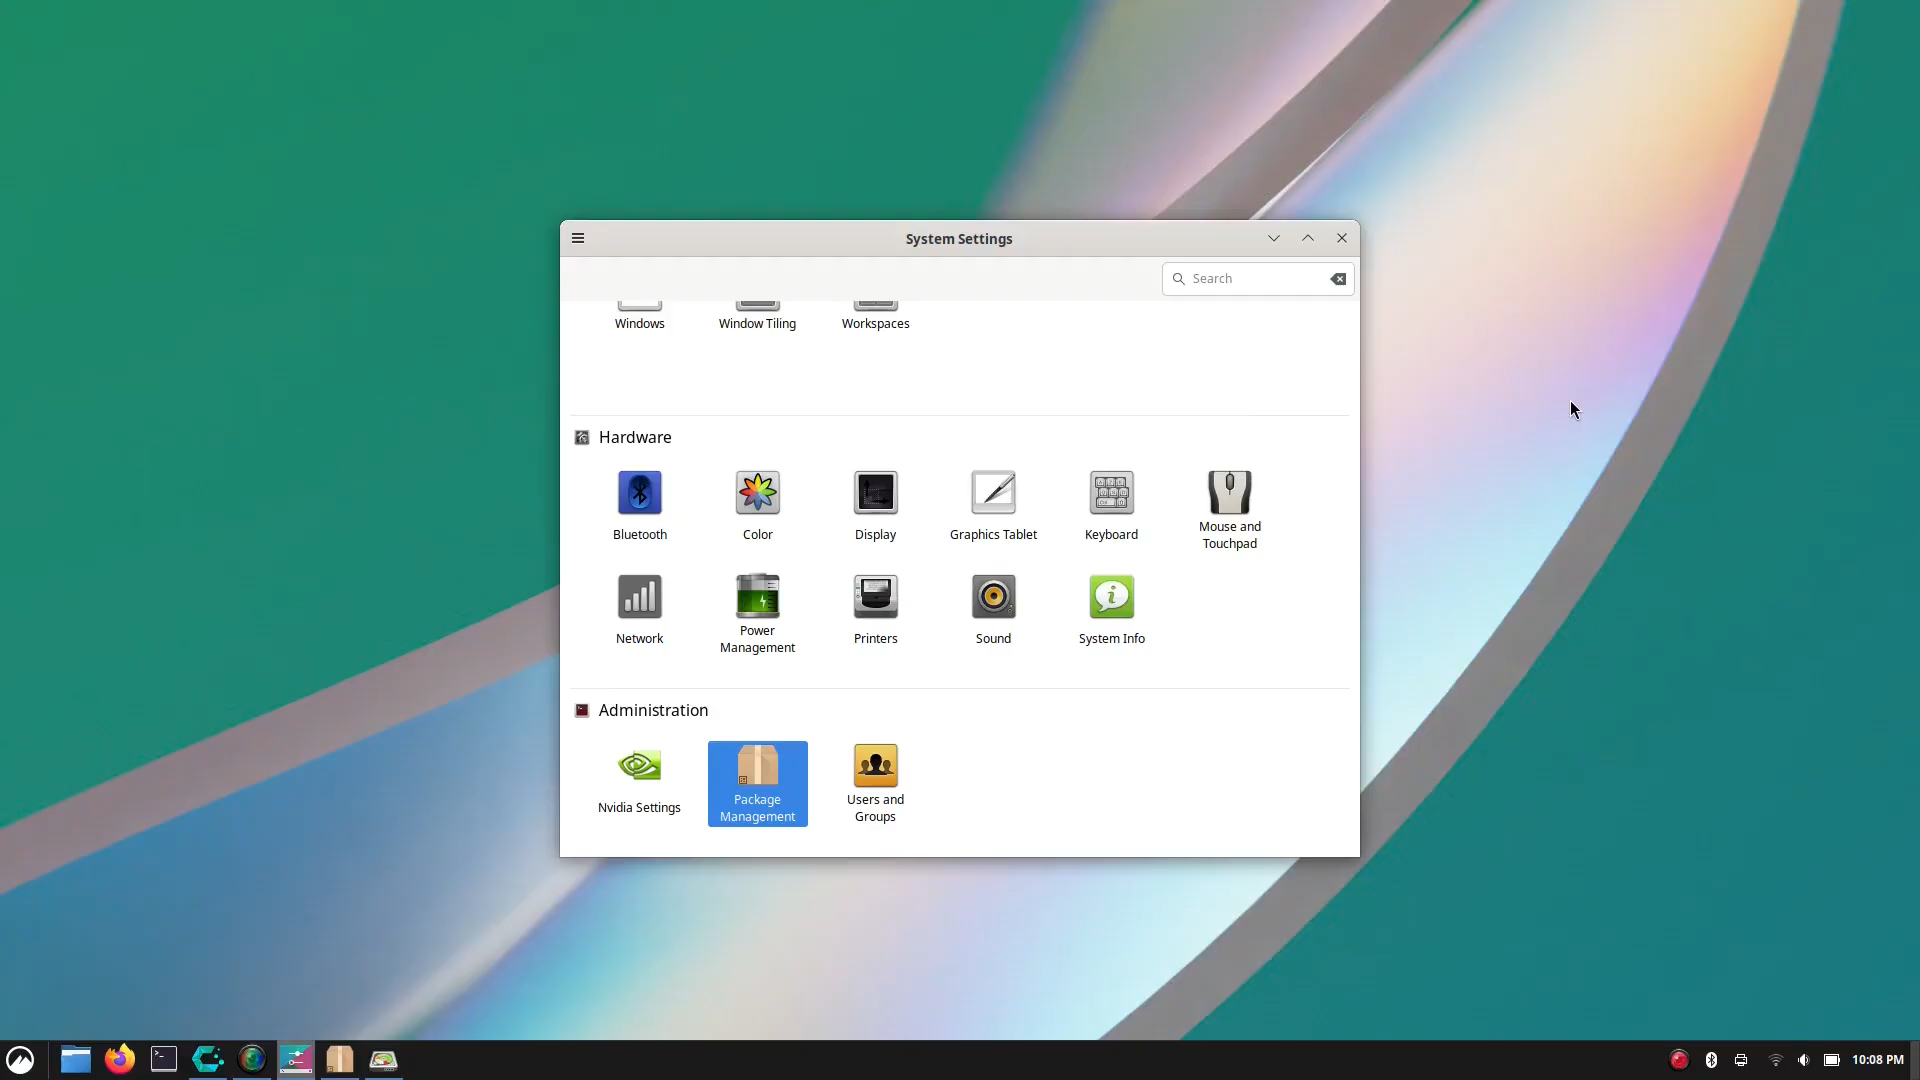 System Settings
Search
Windows
Window Tiling
Workspaces
Hardware
Bluetooth
Color
Display
Graphics Tablet
Keyboard
Mouse and
Touchpad
Network
Power
Management
Printers
Sound
System Info
Administration
Nvidia Settings
Package
Management
Users and
Groups
10:08 PM